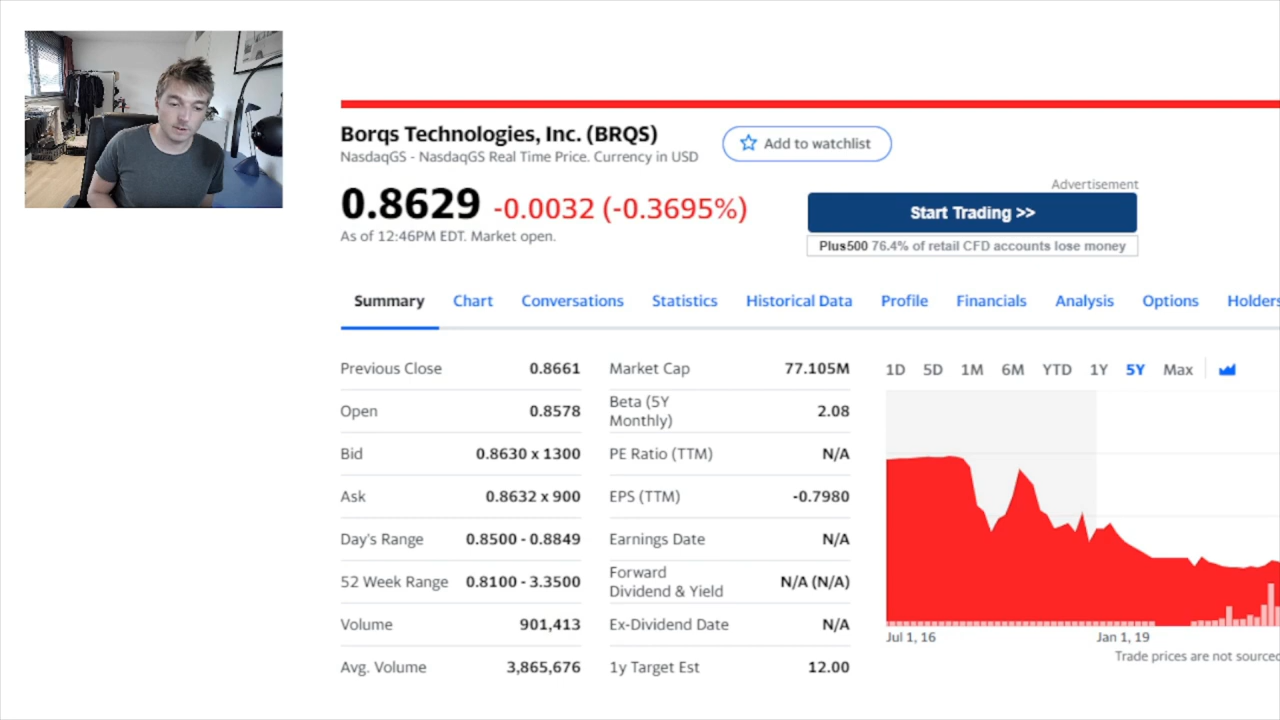 Borqs Technologies, Inc. (BRQS)
Add to watchlist
NasdaqGS - NasdaqGS Real Time Price. Currency in USD
0.8629 -0.0032 (-0.3695%)
As of 12:46PM EDT. Market open.
Advertisement
Start Trading >>
Plus500 76.4% of retail CFD accounts lose money
Summary Chart Conversations Statistics Historical Data Profile Financials Analysis Options Holders
Previous Close 0.8661
Open 0.8578
Bid 0.8630 x 1300
Ask 0.8632 x 900
Day's Range 0.8500 - 0.8849
52 Week Range 0.8100 - 3.3500
Volume 901,413
Avg. Volume 3,865,676
Market Cap 77.105M
Beta (5Y
Monthly) 2.08
PE Ratio (TTM) N/A
EPS (TTM) -0.7980
Earnings Date N/A
Forward
Dividend & Yield N/A (N/A)
Ex-Dividend Date N/A
1y Target Est 12.00
1D 5D 1M 6M YTD 1Y 5Y Max
Jul 1, 16 Jan 1, 19
Trade prices are not sourced